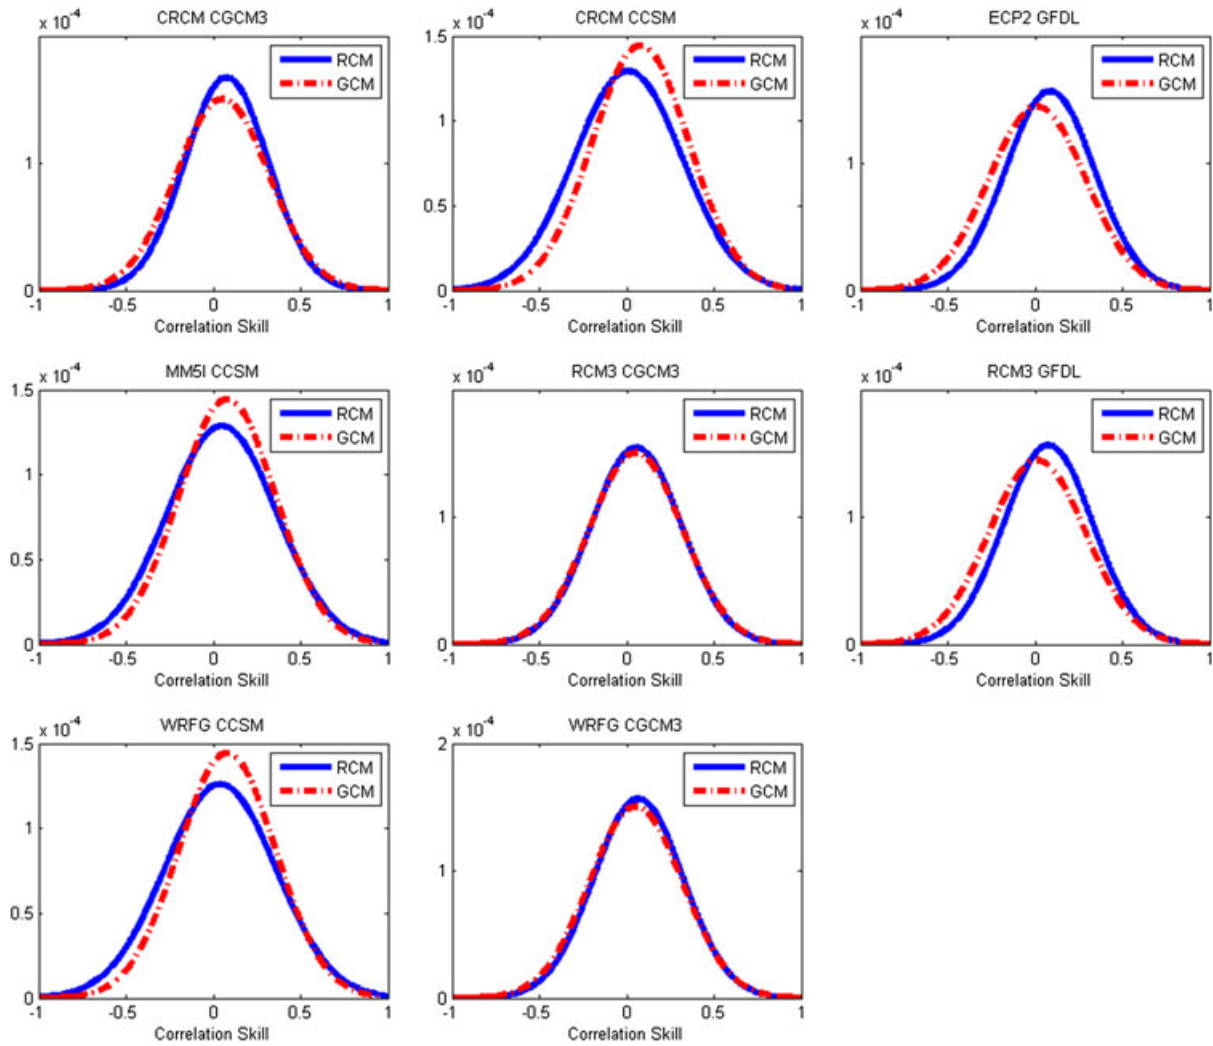 CRCM CGCM3
x 10-4
RCM
GCM
1
0
-1 -0.5 0 0.5 1
Correlation Skill
CRCM CCSM
x 10-4
1.5
RCM
GCM
1
0.5
0
-1 -0.5 0 0.5 1
Correlation Skill
ECP2 GFDL
x 10-4
RCM
GCM
1
0
-1 -0.5 0 0.5 1
Correlation Skill
MM5I CCSM
x 10-4
1.5
RCM
GCM
1
0.5
0
-1 -0.5 0 0.5 1
Correlation Skill
RCM3 CGCM3
x 10-4
RCM
GCM
1
0
-1 -0.5 0 0.5 1
Correlation Skill
RCM3 GFDL
x 10-4
RCM
GCM
1
0
-1 -0.5 0 0.5 1
Correlation Skill
WRFG CCSM
x 10-4
1.5
RCM
GCM
1
0.5
0
-1 -0.5 0 0.5 1
Correlation Skill
WRFG CGCM3
x 10-4
2
RCM
GCM
1
0
-1 -0.5 0 0.5 1
Correlation Skill